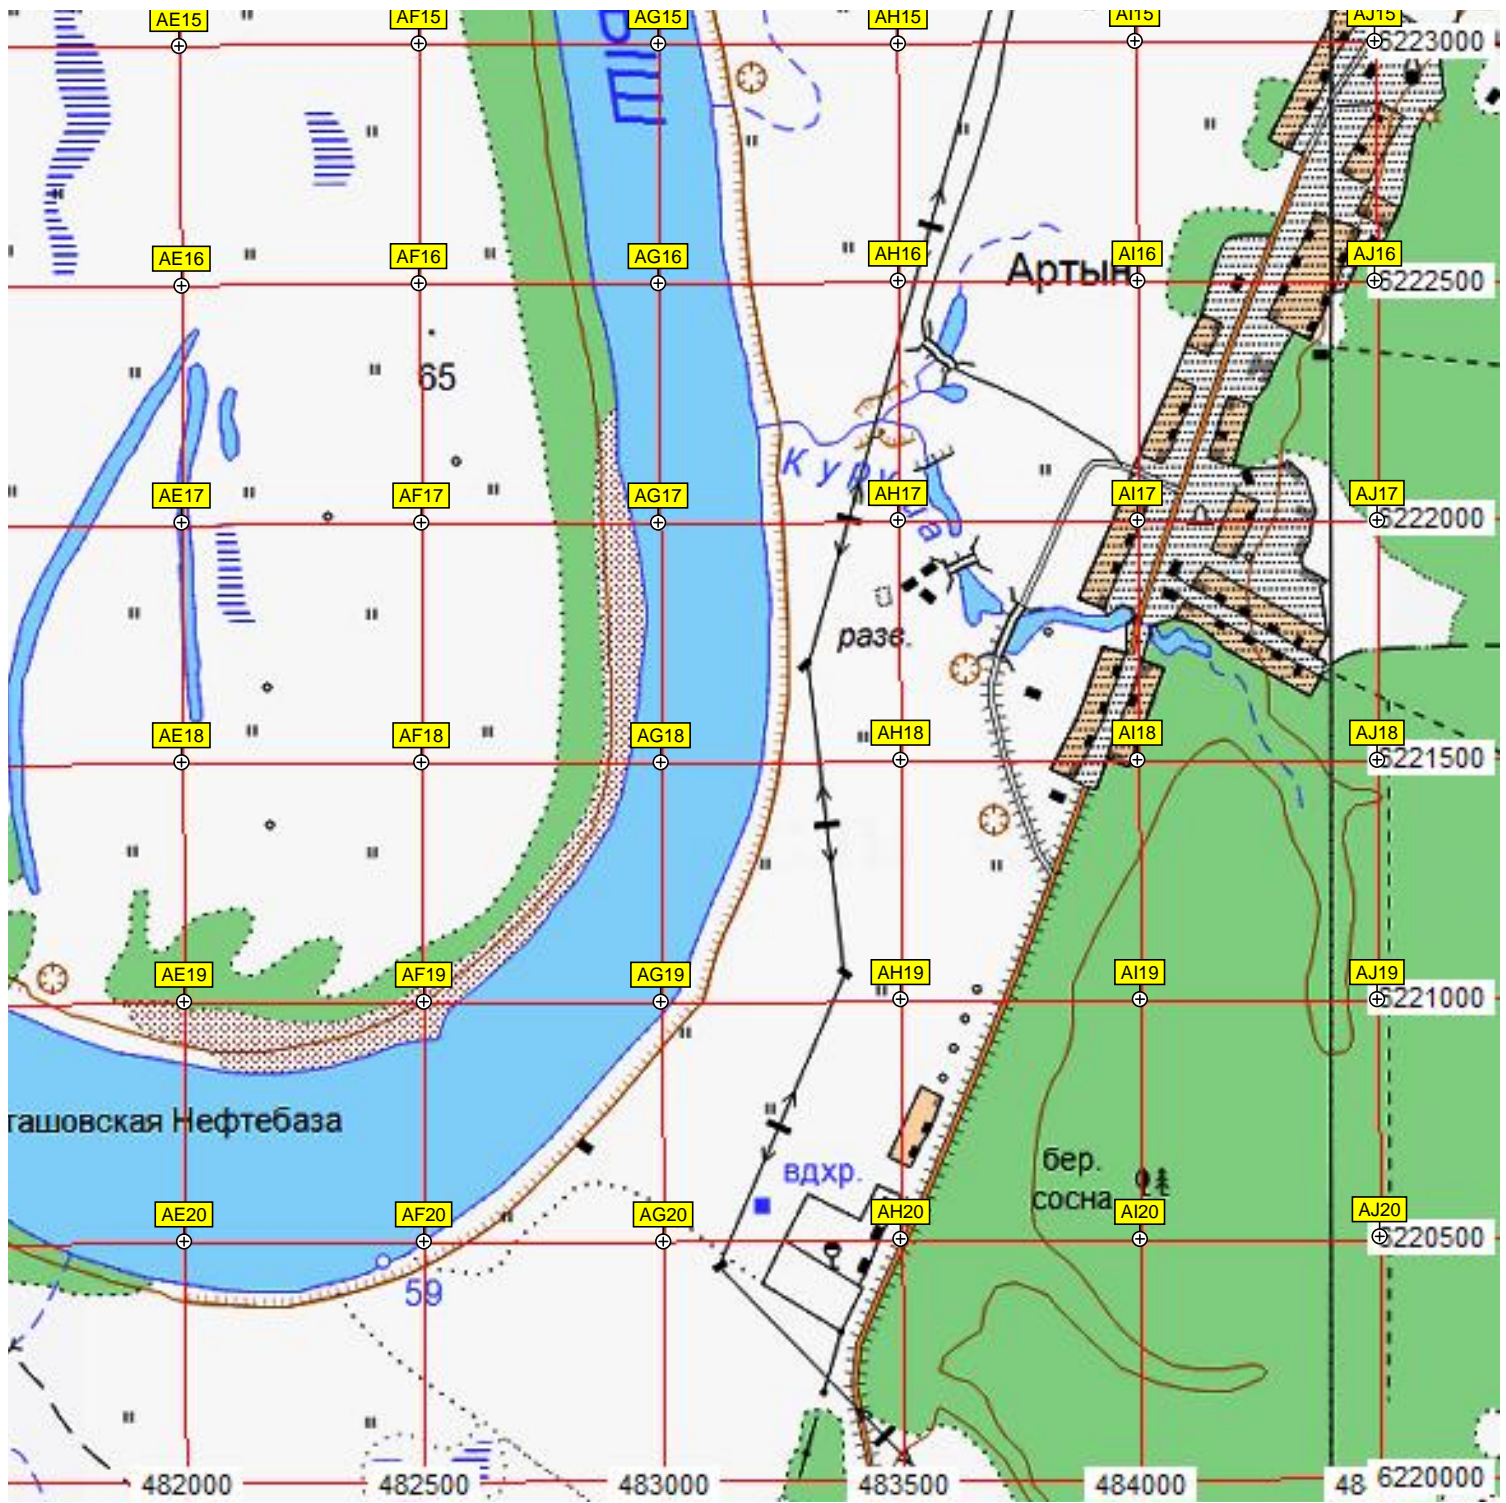 AE15 AF15 AG15 AH15 AI15 AJ15
6223000
ЫШ
AE16 AF16 AG16 AH16 AI16 AJ16
Артын
6222500
65
Куруца
AE17 AF17 AG17 AH17 AI17 AJ17
6222000
разв.
AE18 AF18 AG18 AH18 AI18 AJ18
6221500
AE19 AF19 AG19 AH19 AI19 AJ19
6221000
ташовская Нефтебаза
бер.
сосна
вдхр.
AE20 AF20 AG20 AH20 AI20 AJ20
6220500
59
482000 482500 483000 483500 484000 48 6220000